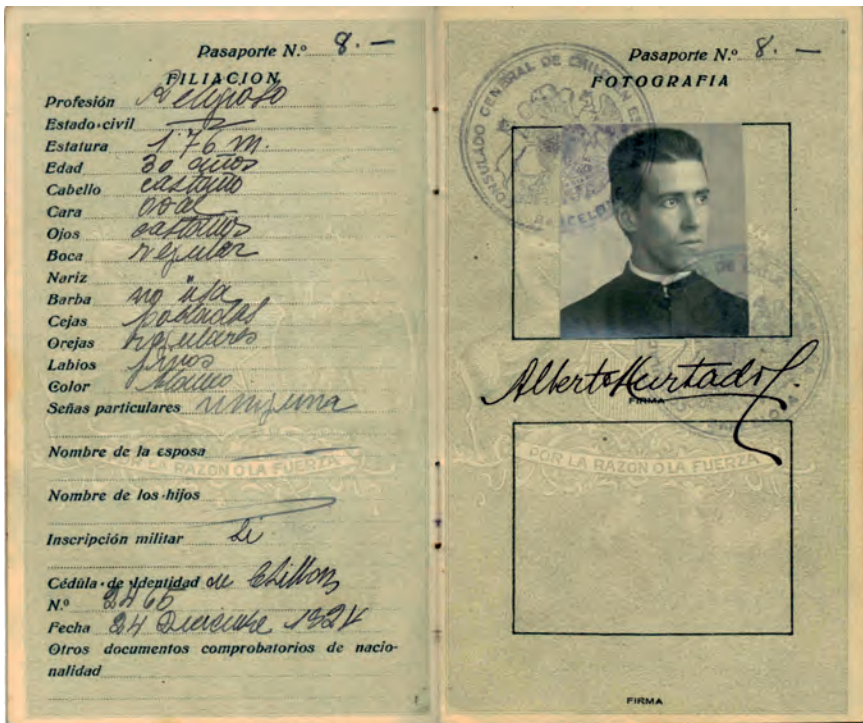 Pasaporte N.º 8. —
FILIACION
Profesión Religioso
Estado civil
Estatura 1.76 m.
Edad 30 años
Cabello castaño
Cara oval
Ojos castaños
Boca regular
Nariz
Barba no usa
Cejas pobladas
Orejas regulares
Labios finos
Color blanco
Señas particulares ninguna
Nombre de la esposa
Nombre de los hijos
POR LA RAZON O LA FUERZA
Inscripción militar Si
Cédula de Identidad de
N.º 2465
Fecha 24 Diciembre
Otros documentos comprobatorios de nacio-
nalidad
Pasaporte N.º 8. —
FOTOGRAFIA
CONSULADO GENERAL DE CHILE EN
BARCELONA
Alberto Hurtado C.
FIRMA
POR LA RAZON O LA FUERZA
FIRMA